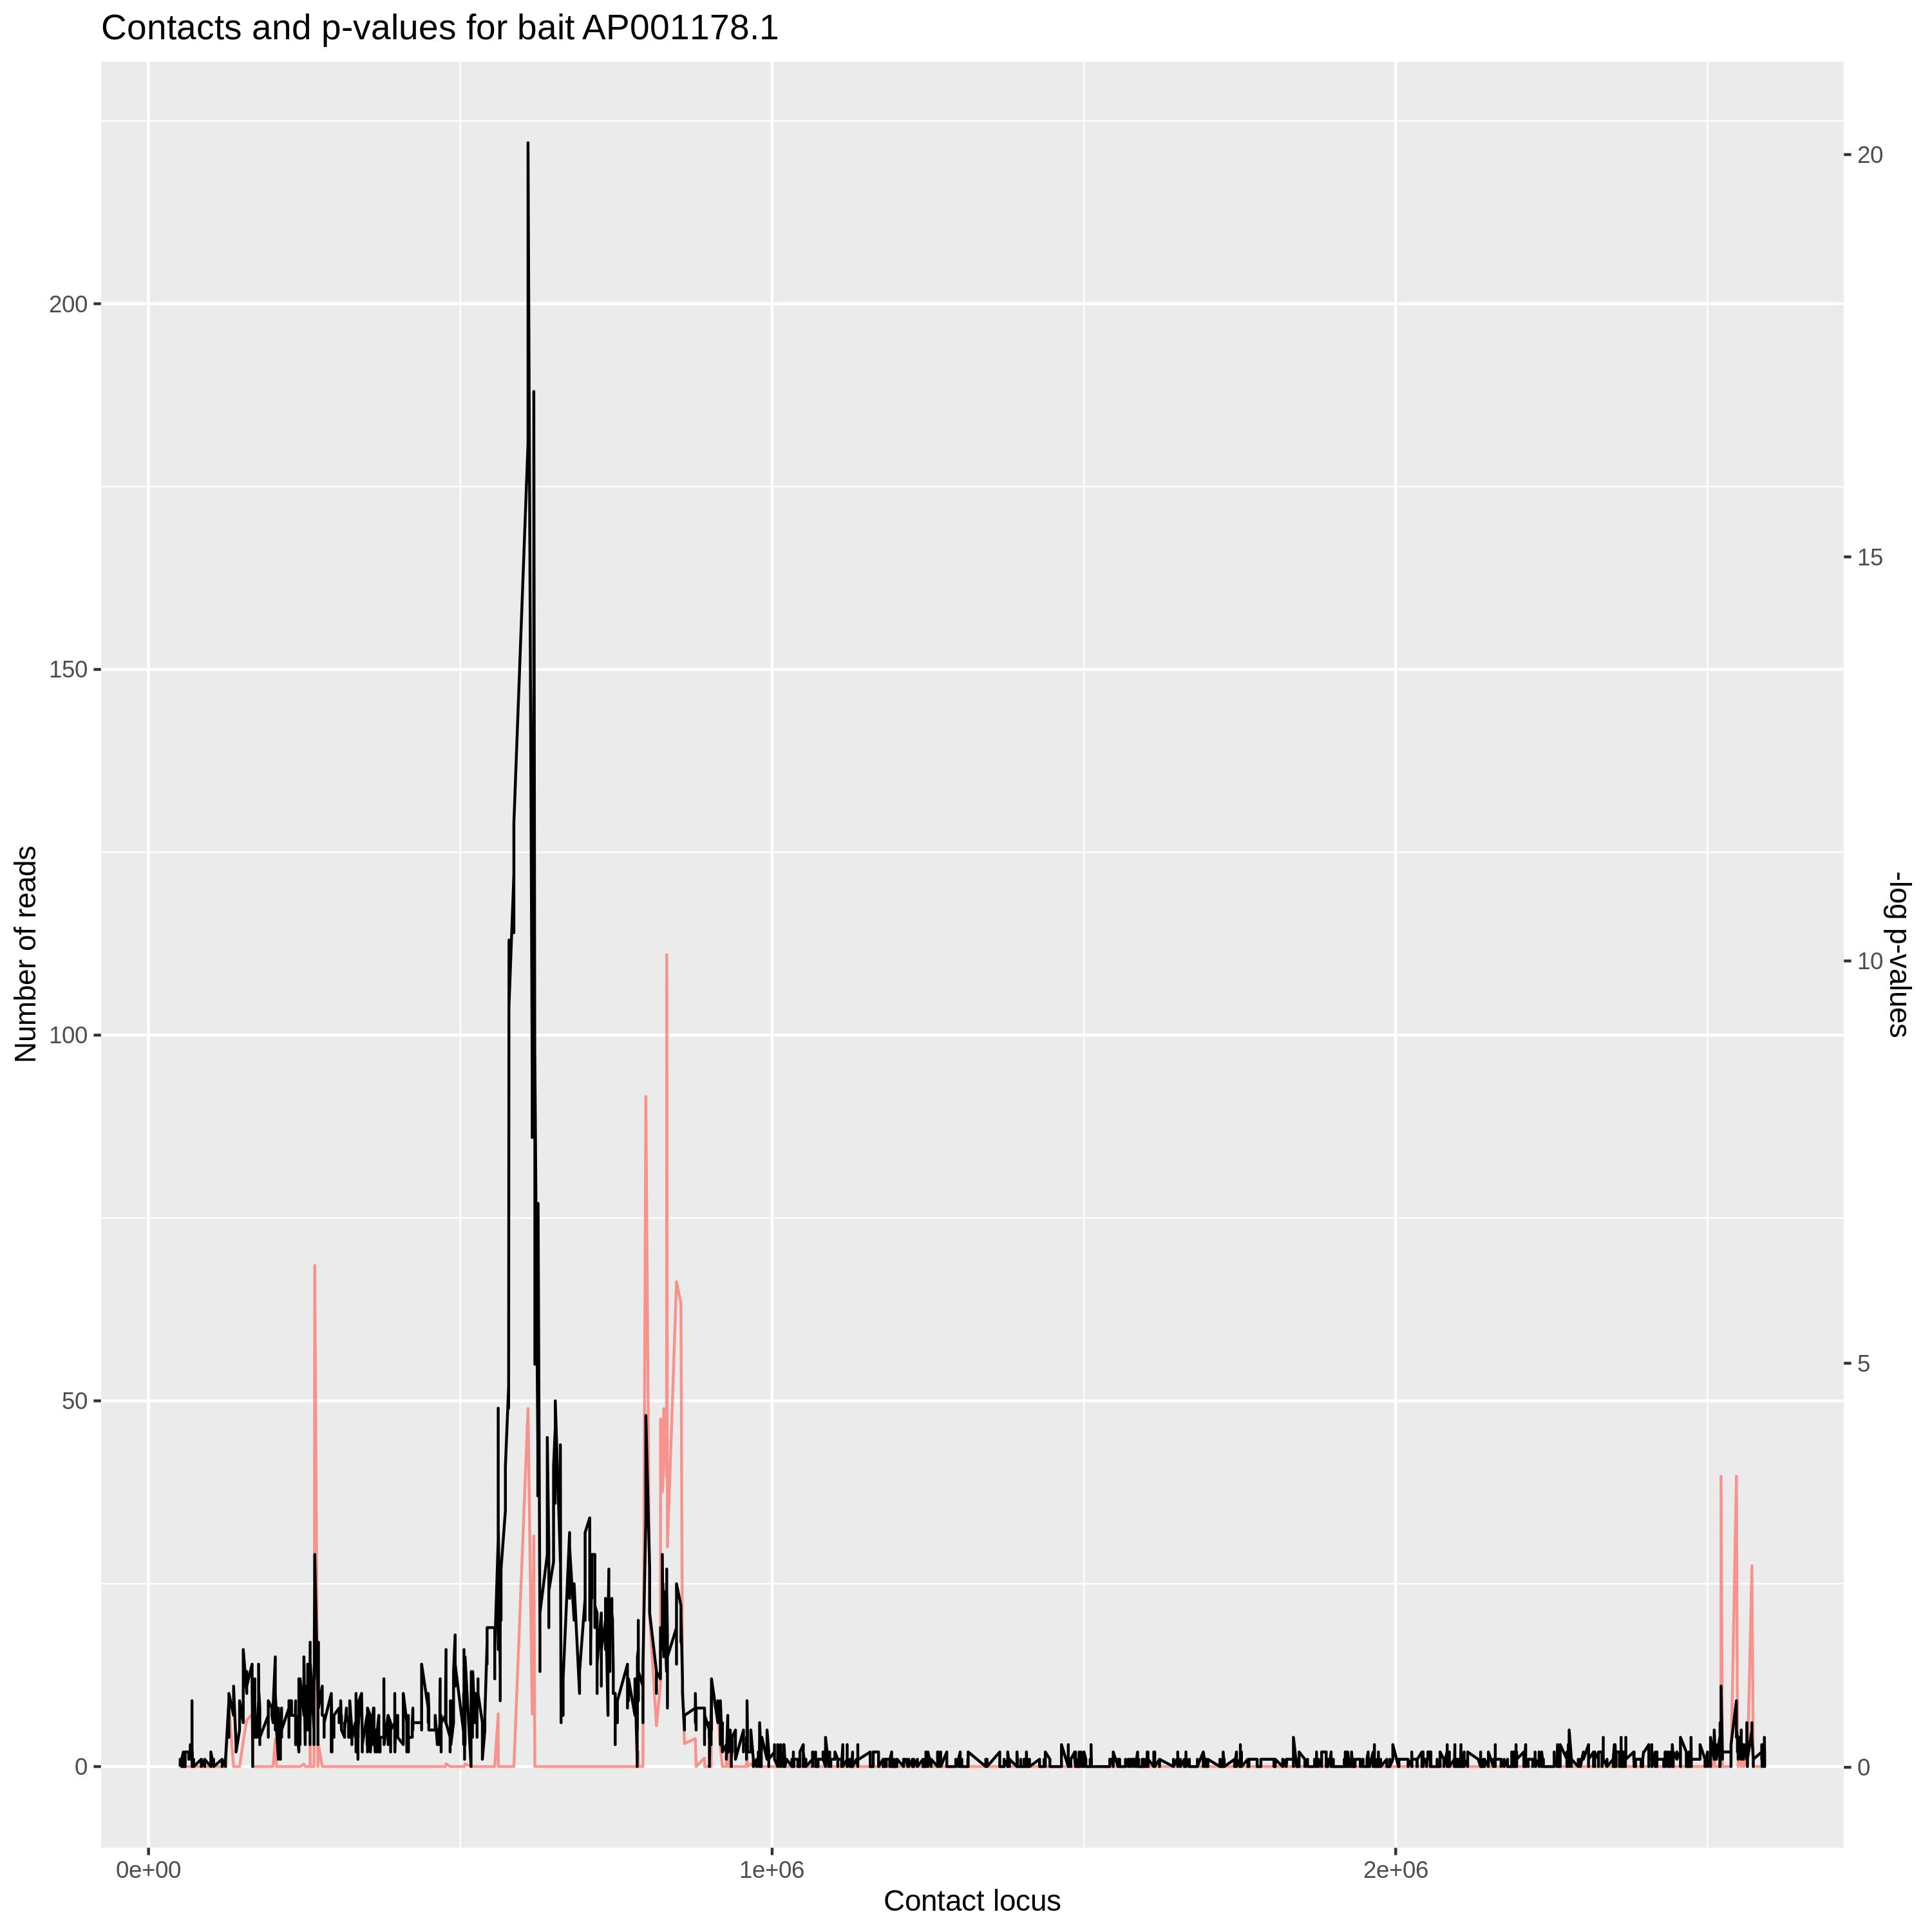 Contacts and p-values for bait AP001178.1
Number of reads
200
150
100
50
0
20
15
10
5
0
-log p-values
0e+00
1e+06
2e+06
Contact locus